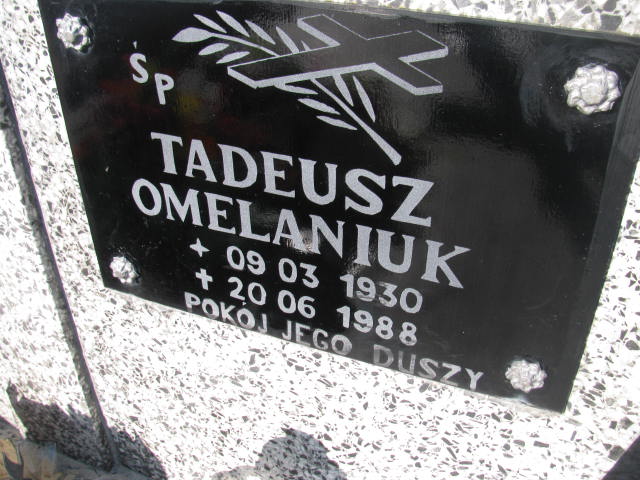 ŚP
TADEUSZ
OMELANIUK
+ 09 03 1930
+ 20 06 1988
POKÓJ JEGO DUSZY